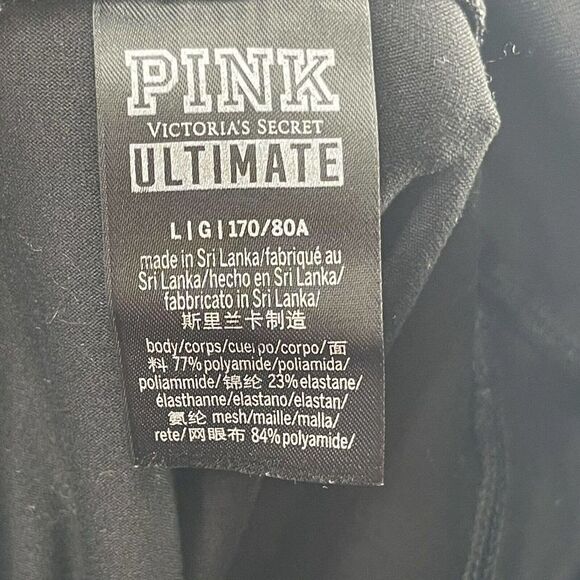 PINK
VICTORIA'S SECRET
ULTIMATE
L | G | 170/80A
made in Sri Lanka/fabriqué au
Sri Lanka/hecho en Sri Lanka/
fabbricato in Sri Lanka/
斯里兰卡制造
body/corps/cuerpo/corpo/面
料 77% polyamide/poliamida/
poliammide/锦纶 23% elastane/
élasthanne/elastano/elastan/
氨纶 mesh/maille/malla/
rete/网眼布 84% polyamide/